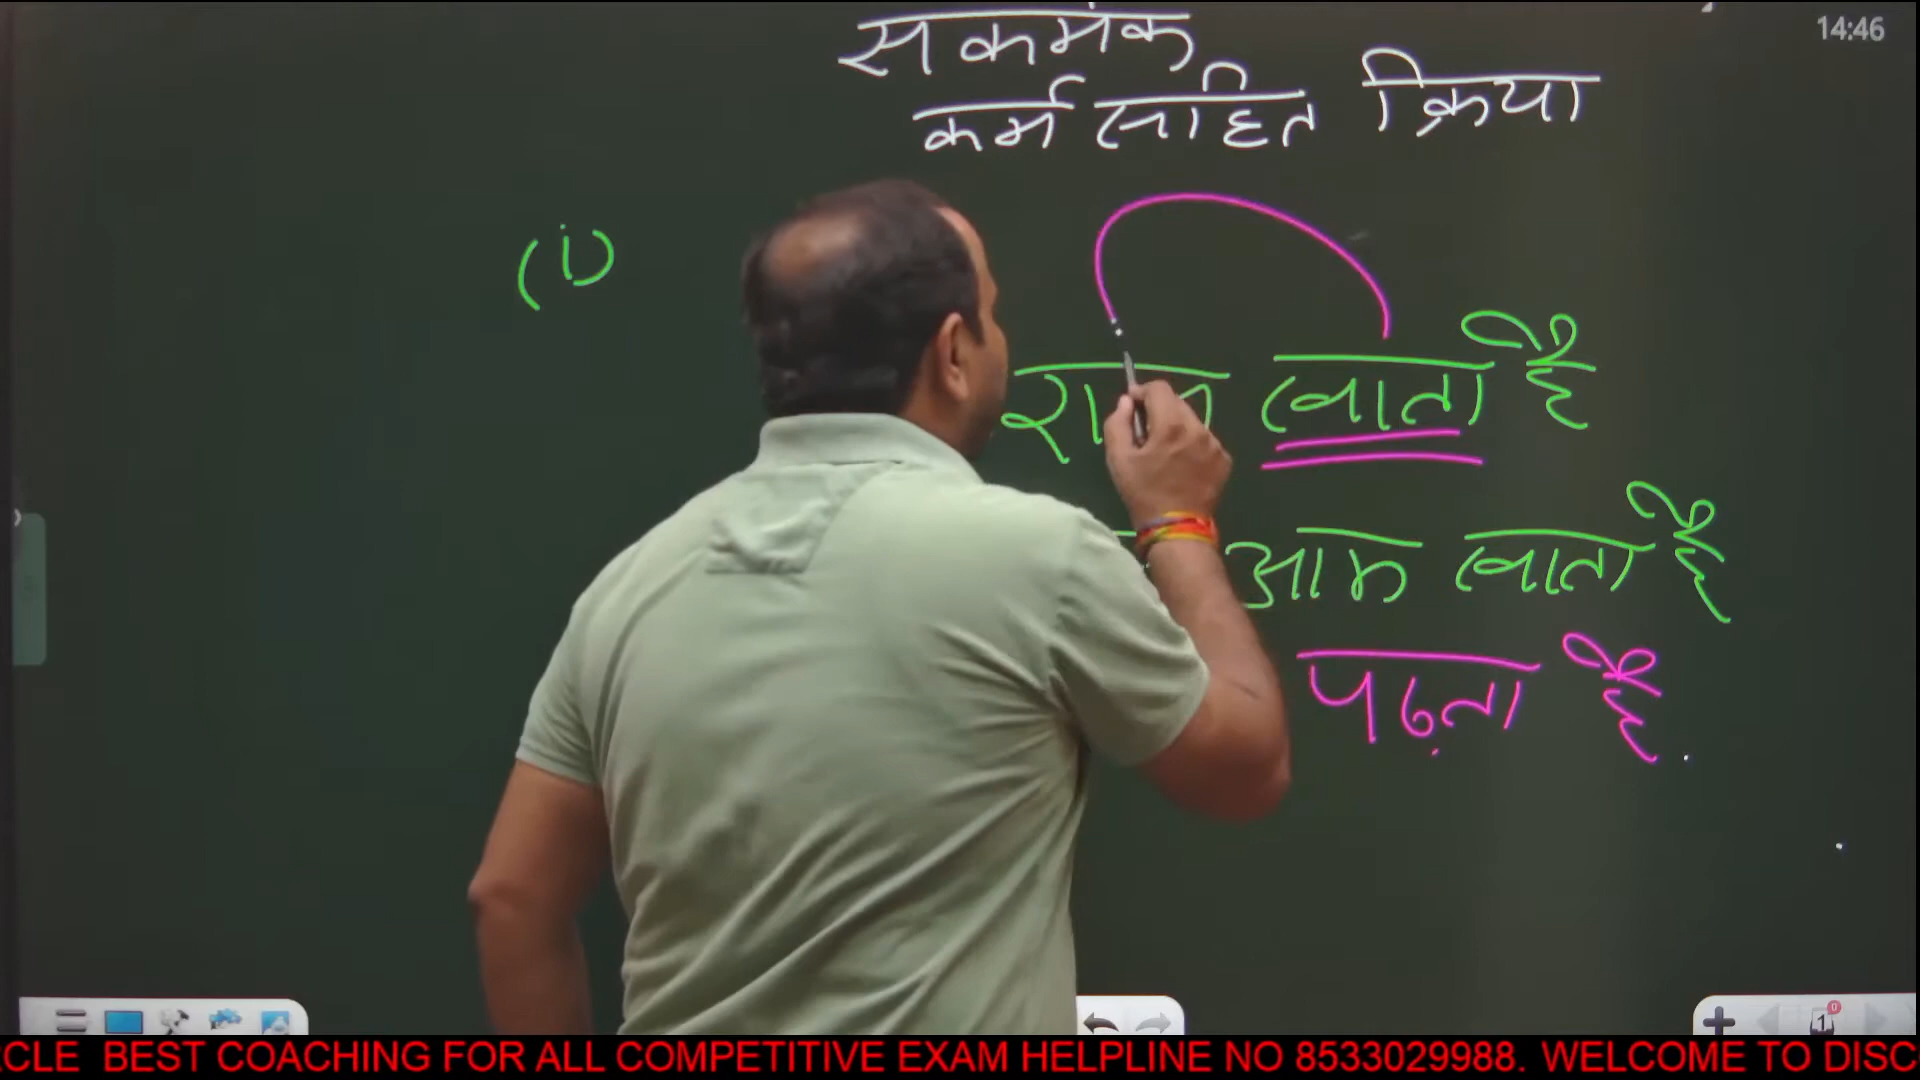 14:46
सकर्मक
कर्म सहित क्रिया
(i)
राम खाता है
आम खाता है
पढ़ता है
1
CLE BEST COACHING FOR ALL COMPETITIVE EXAM HELPLINE NO 8533029988. WELCOME TO DISC